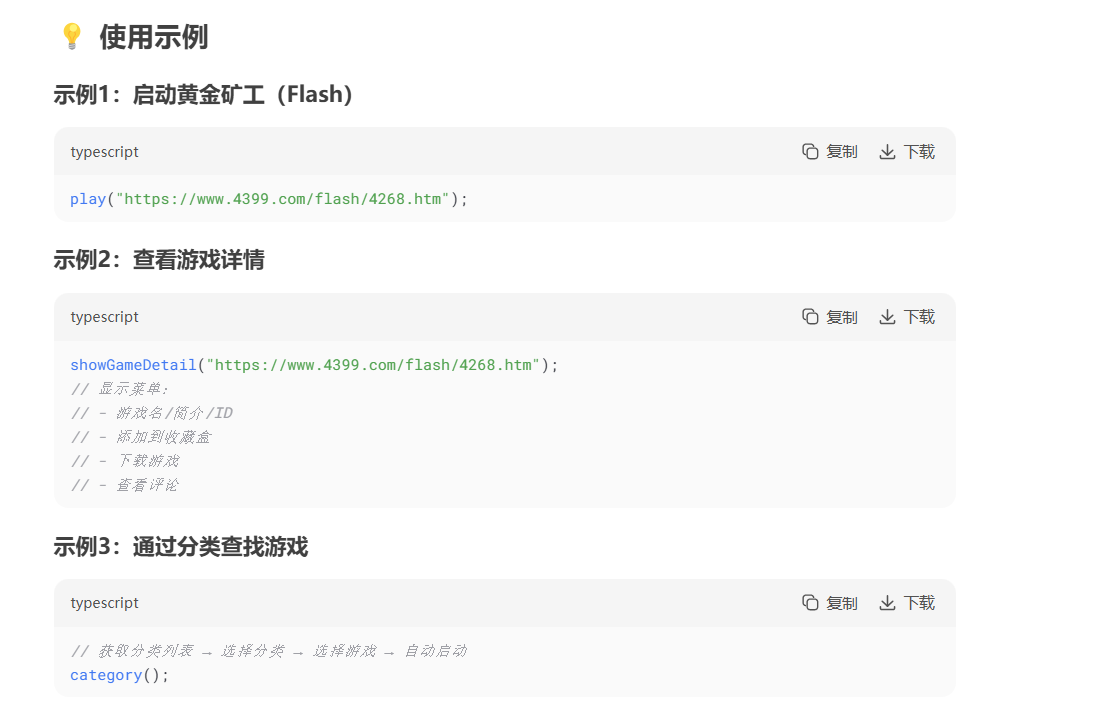 💡 使用示例
示例1：启动黄金矿工（Flash）
typescript 复制 下载
play("https://www.4399.com/flash/4268.htm");
示例2：查看游戏详情
typescript 复制 下载
showGameDetail("https://www.4399.com/flash/4268.htm");
// 显示菜单：
// - 游戏名/简介/ID
// - 添加到收藏盒
// - 下载游戏
// - 查看评论
示例3：通过分类查找游戏
typescript 复制 下载
// 获取分类列表 → 选择分类 → 选择游戏 → 自动启动
category();